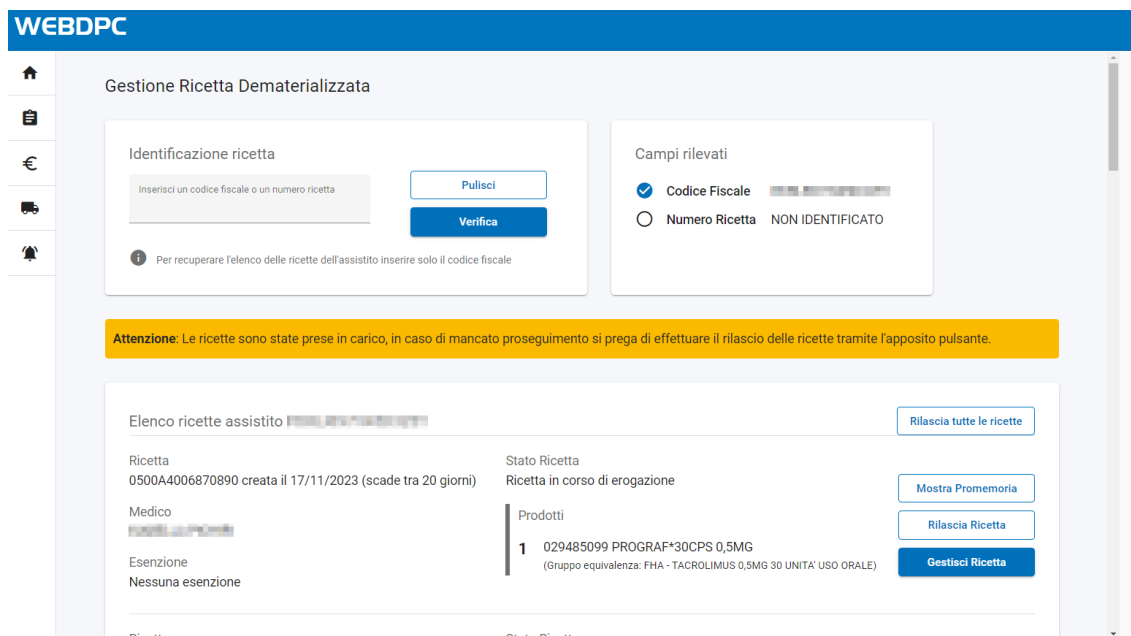 WEBDPC
Gestione Ricetta Dematerializzata
Identificazione ricetta
Inserisci un codice fiscale o un numero ricetta
Pulisci
Verifica
Per recuperare l'elenco delle ricette dell'assistito inserire solo il codice fiscale
Campi rilevati
Codice Fiscale
Numero Ricetta NON IDENTIFICATO
Attenzione: Le ricette sono state prese in carico, in caso di mancato proseguimento si prega di effettuare il rilascio delle ricette tramite l'apposito pulsante.
Elenco ricette assistito
Rilascia tutte le ricette
Ricetta
0500A4006870890 creata il 17/11/2023 (scade tra 20 giorni)
Medico
Esenzione
Nessuna esenzione
Stato Ricetta
Ricetta in corso di erogazione
Prodotti
1 029485099 PROGRAF*30CPS 0,5MG
(Gruppo equivalenza: FHA - TACROLIMUS 0,5MG 30 UNITA' USO ORALE)
Mostra Promemoria
Rilascia Ricetta
Gestisci Ricetta